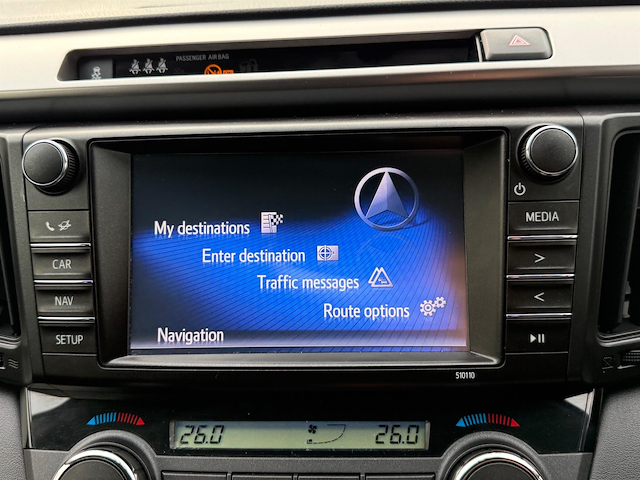 PASSENGER AIR BAG
MEDIA
My destinations
Enter destination
CAR
>
Traffic messages
NAV
<
Route options
SETUP
Navigation
510110
26.0
26.0